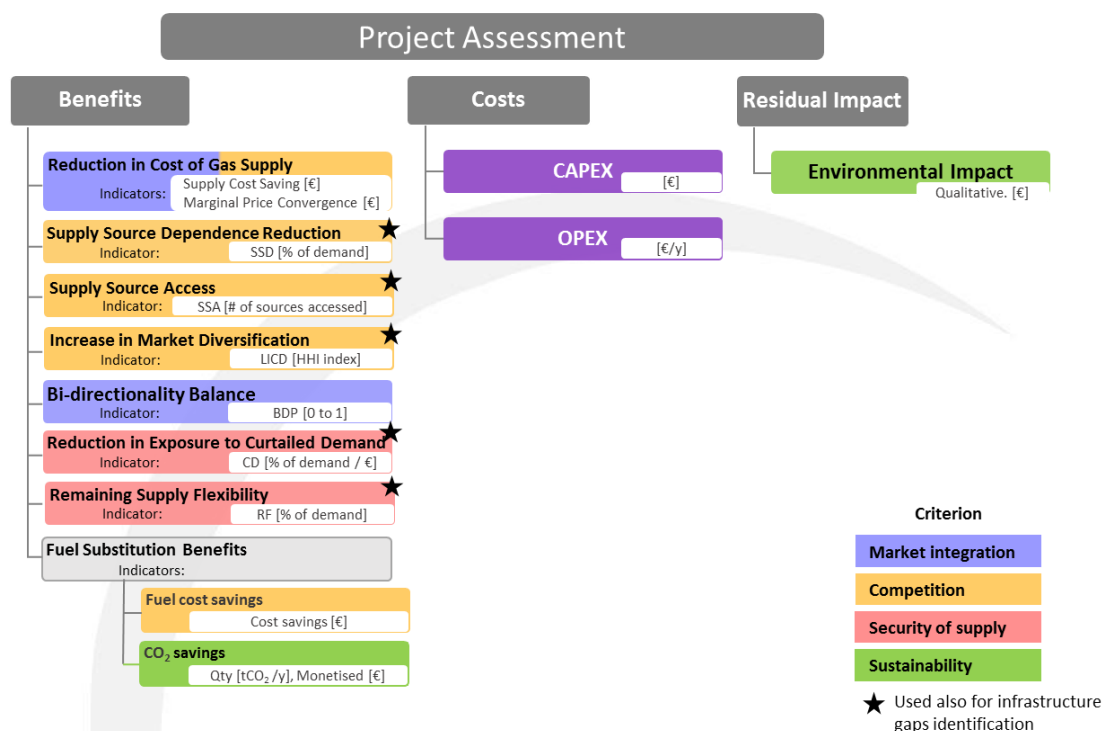 Project Assessment
Benefits
Reduction in Cost of Gas Supply
Indicators: Supply Cost Saving [€]
Marginal Price Convergence [€]
Supply Source Dependence Reduction
Indicator: SSD [% of demand]
Supply Source Access
Indicator: SSA [# of sources accessed]
Increase in Market Diversification
Indicator: LICD [HHI index]
Bi-directionality Balance
Indicator: BDP [0 to 1]
Reduction in Exposure to Curtailed Demand
Indicator: CD [% of demand / €]
Remaining Supply Flexibility
Indicator: RF [% of demand]
Fuel Substitution Benefits
Indicators:
Fuel cost savings
Cost savings [€]
CO₂ savings
Qty [tCO₂ /y], Monetised [€]
Costs
CAPEX
[€]
OPEX
[€/y]
Residual Impact
Environmental Impact
Qualitative. [€]
Criterion
Market integration
Competition
Security of supply
Sustainability
Used also for infrastructure
gaps identification